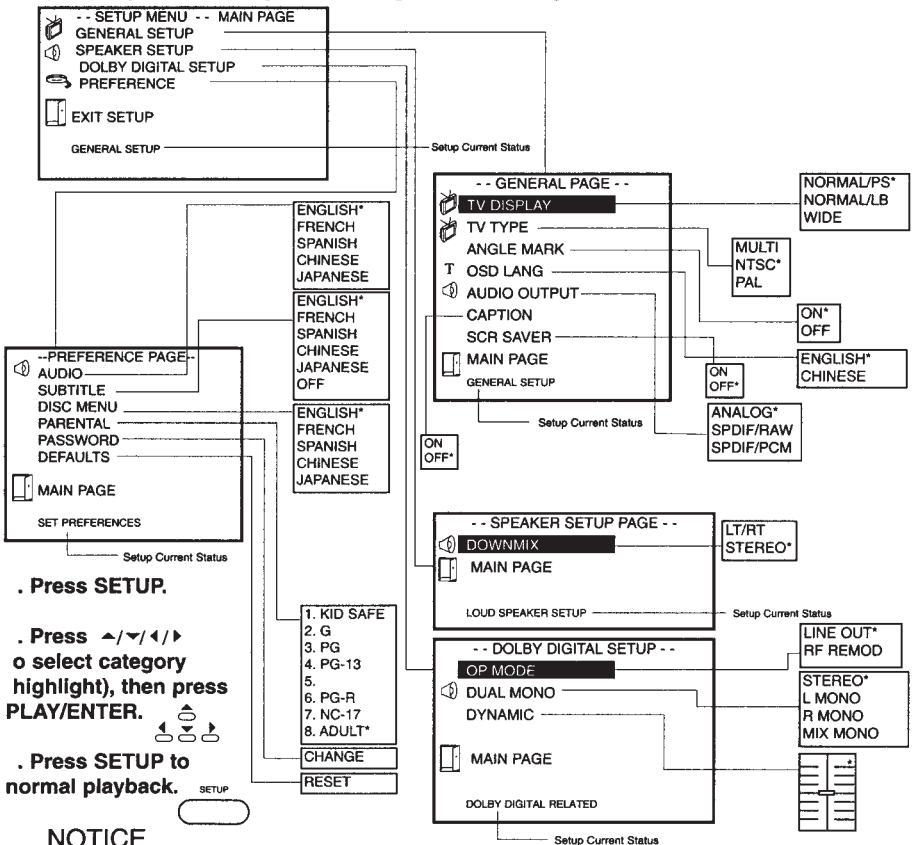 - - SETUP MENU - - MAIN PAGE
GENERAL SETUP
SPEAKER SETUP
DOLBY DIGITAL SETUP
PREFERENCE
EXIT SETUP
GENERAL SETUP
Setup Current Status
- - GENERAL PAGE - -
TV DISPLAY
TV TYPE
ANGLE MARK
T OSD LANG
AUDIO OUTPUT
CAPTION
SCR SAVER
MAIN PAGE
GENERAL SETUP
Setup Current Status
NORMAL/PS*
NORMAL/LB
WIDE
MULTI
NTSC*
PAL
ON*
OFF
ENGLISH*
CHINESE
ON
OFF*
ANALOG*
SPDIF/RAW
SPDIF/PCM
ON
OFF*
ENGLISH*
FRENCH
SPANISH
CHINESE
JAPANESE
ENGLISH*
FRENCH
SPANISH
CHINESE
JAPANESE
OFF
ENGLISH*
FRENCH
SPANISH
CHINESE
JAPANESE
--PREFERENCE PAGE--
AUDIO
SUBTITLE
DISC MENU
PARENTAL
PASSWORD
DEFAULTS
MAIN PAGE
SET PREFERENCES
Setup Current Status
1. KID SAFE
2. G
3. PG
4. PG-13
5.
6. PG-R
7. NC-17
8. ADULT*
CHANGE
RESET
- - SPEAKER SETUP PAGE - -
DOWNMIX
MAIN PAGE
LOUD SPEAKER SETUP
Setup Current Status
LT/RT
STEREO*
- - DOLBY DIGITAL SETUP - -
OP MODE
DUAL MONO
DYNAMIC
MAIN PAGE
DOLBY DIGITAL RELATED
Setup Current Status
LINE OUT*
RF REMOD
STEREO*
L MONO
R MONO
MIX MONO
*
. Press SETUP.
. Press ▲/▼/◀/▶
o select category
highlight), then press
PLAY/ENTER.
. Press SETUP to
normal playback.
SETUP
NOTICE